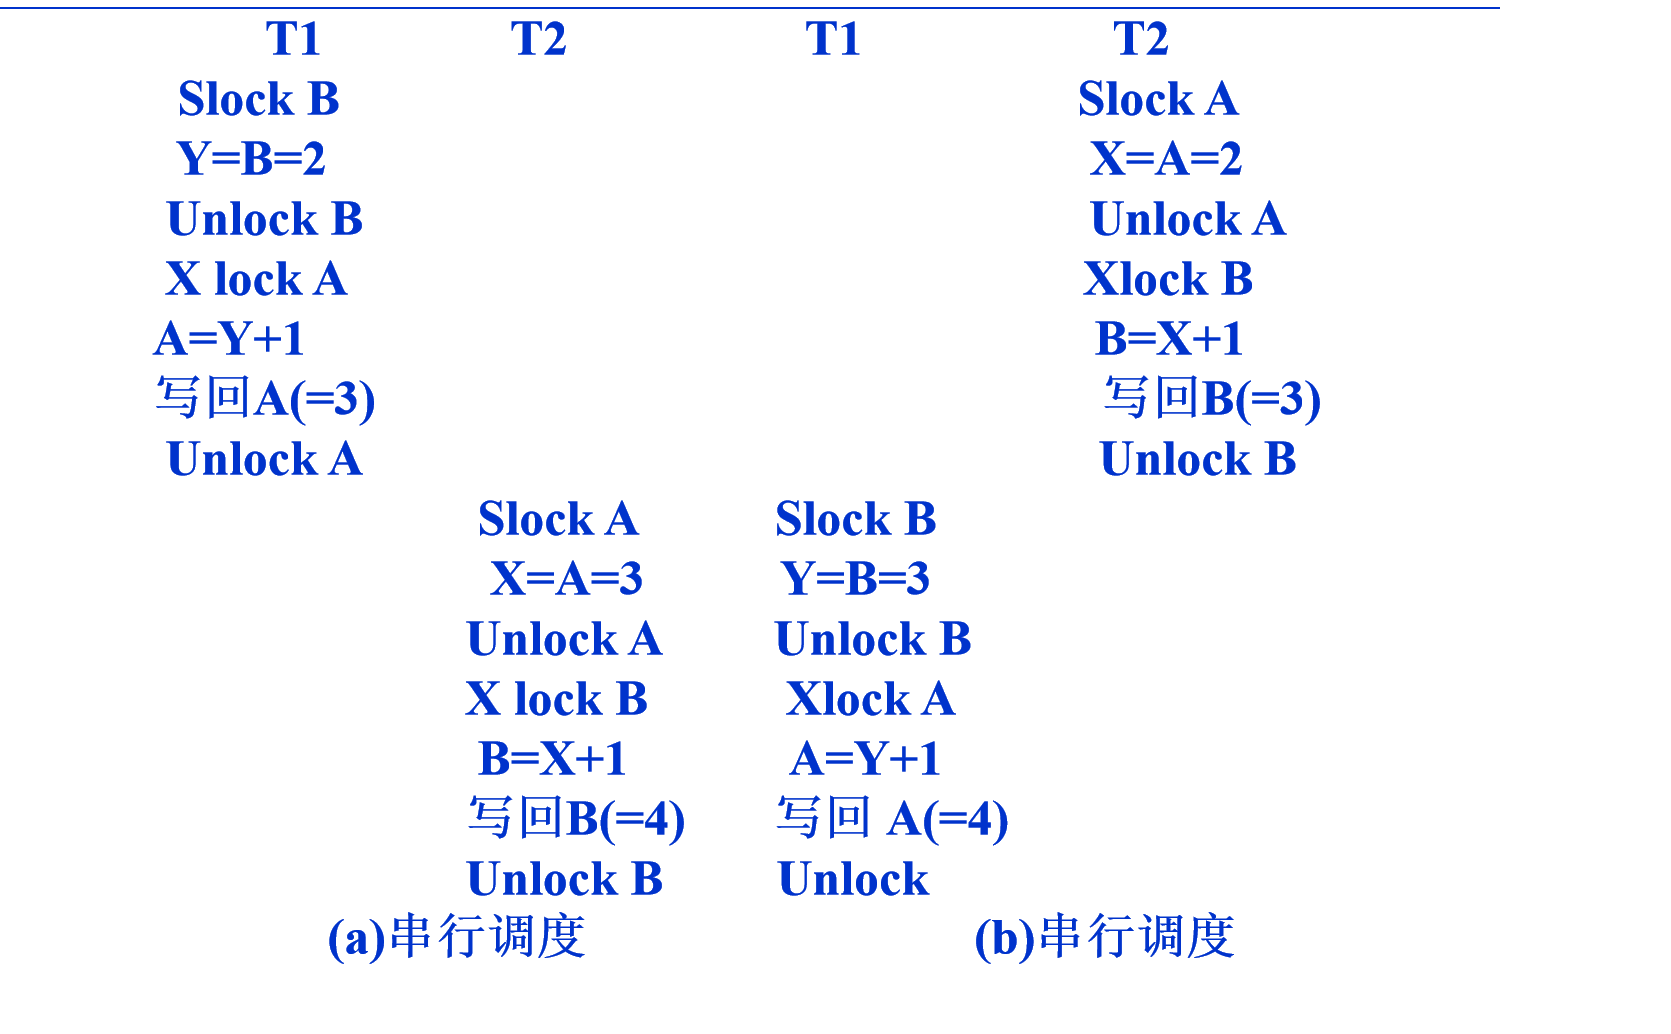 T1 T2 T1 T2
Slock B Slock A
Y=B=2 X=A=2
Unlock B Unlock A
X lock A Xlock B
A=Y+1 B=X+1
写回A(=3) 写回B(=3)
Unlock A Unlock B
Slock A Slock B
X=A=3 Y=B=3
Unlock A Unlock B
X lock B Xlock A
B=X+1 A=Y+1
写回B(=4) 写回 A(=4)
Unlock B Unlock
(a)串行调度 (b)串行调度